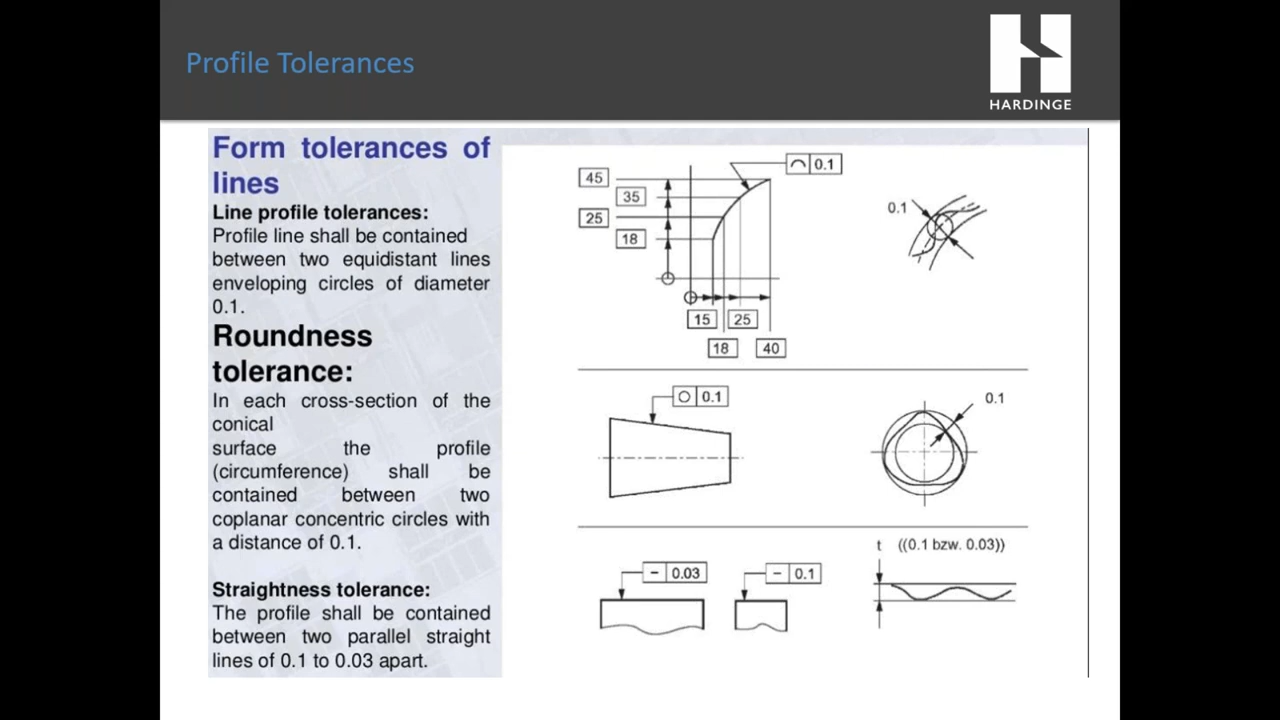 Profile Tolerances
HARDINGE
Form tolerances of
lines
Line profile tolerances:
Profile line shall be contained
between two equidistant lines
enveloping circles of diameter
0.1.
Roundness
tolerance:
In each cross-section of the
conical
surface the profile
(circumference) shall be
contained between two
coplanar concentric circles with
a distance of 0.1.
Straightness tolerance:
The profile shall be contained
between two parallel straight
lines of 0.1 to 0.03 apart.
0.1
45
35
25
18
15 25
18 40
0.1
0.1
0.1
t ((0.1 bzw. 0.03))
– 0.03
– 0.1